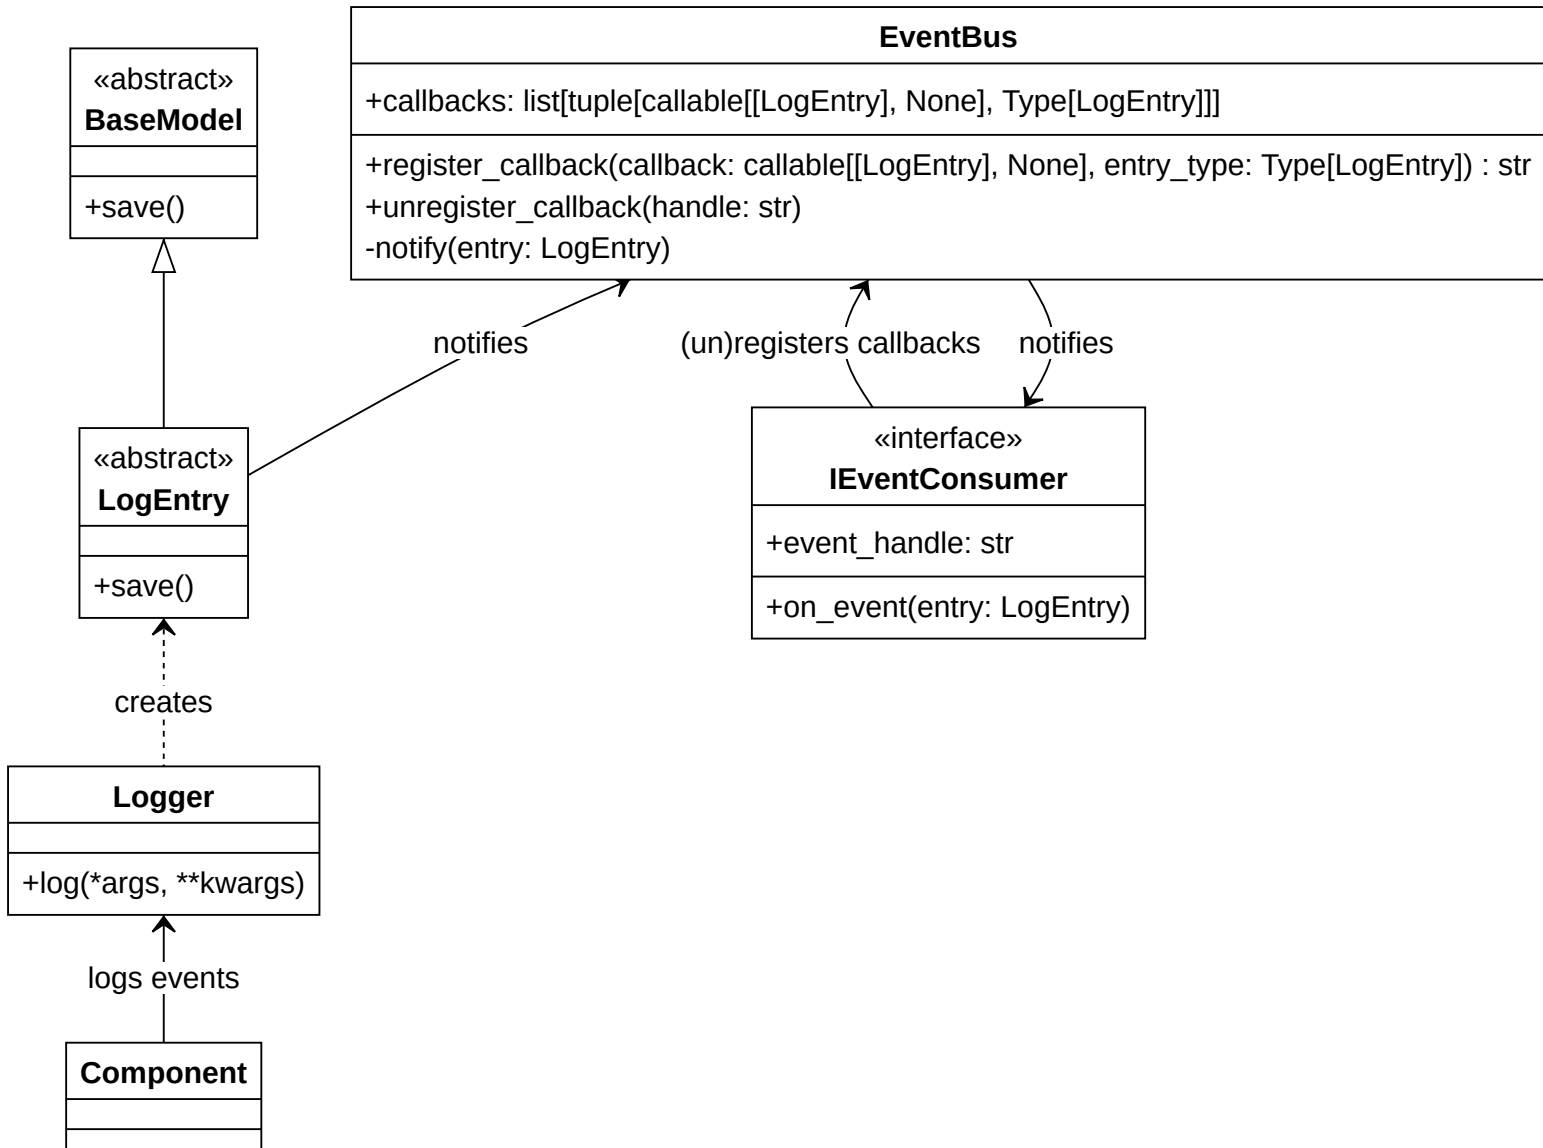 «abstract»
BaseModel
+save()
EventBus
+callbacks: list[tuple[callable[[LogEntry], None], Type[LogEntry]]]
+register_callback(callback: callable[[LogEntry], None], entry_type: Type[LogEntry]) : str
+unregister_callback(handle: str)
-notify(entry: LogEntry)
notifies
(un)registers callbacks
notifies
«abstract»
LogEntry
+save()
«interface»
IEventConsumer
+event_handle: str
+on_event(entry: LogEntry)
creates
Logger
+log(*args, **kwargs)
logs events
Component